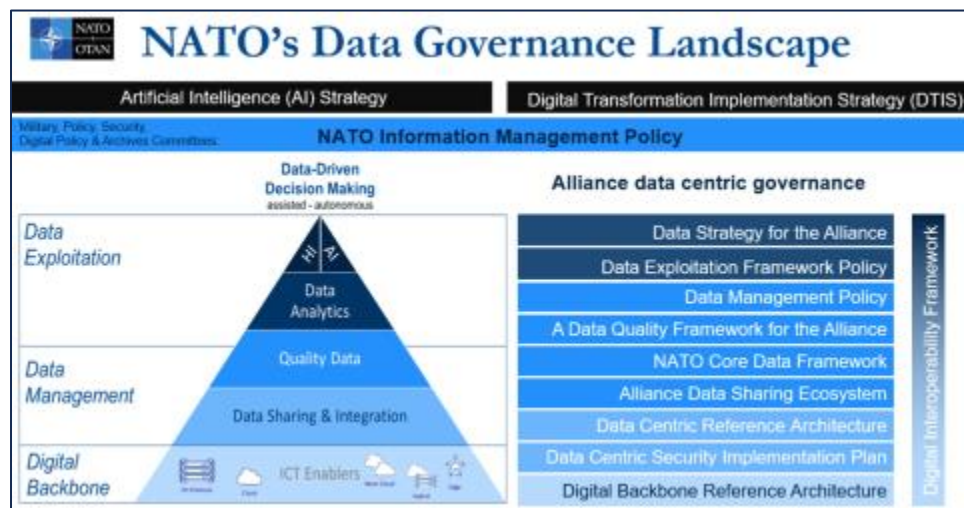 NATO
OTAN
NATO's Data Governance Landscape
Artificial Intelligence (AI) Strategy
Digital Transformation Implementation Strategy (DTIS)
Military, Policy, Security,
Digital Policy & Archives Committees
NATO Information Management Policy
Data-Driven
Decision Making
assisted - autonomous
Alliance data centric governance
Data
Exploitation
HI
AI
Data
Analytics
Data
Management
Quality Data
Data Sharing & Integration
Digital
Backbone
ICT Enablers
Cloud
Data Strategy for the Alliance
Data Exploitation Framework Policy
Data Management Policy
A Data Quality Framework for the Alliance
NATO Core Data Framework
Alliance Data Sharing Ecosystem
Data Centric Reference Architecture
Data Centric Security Implementation Plan
Digital Backbone Reference Architecture
Digital Interoperability Framework